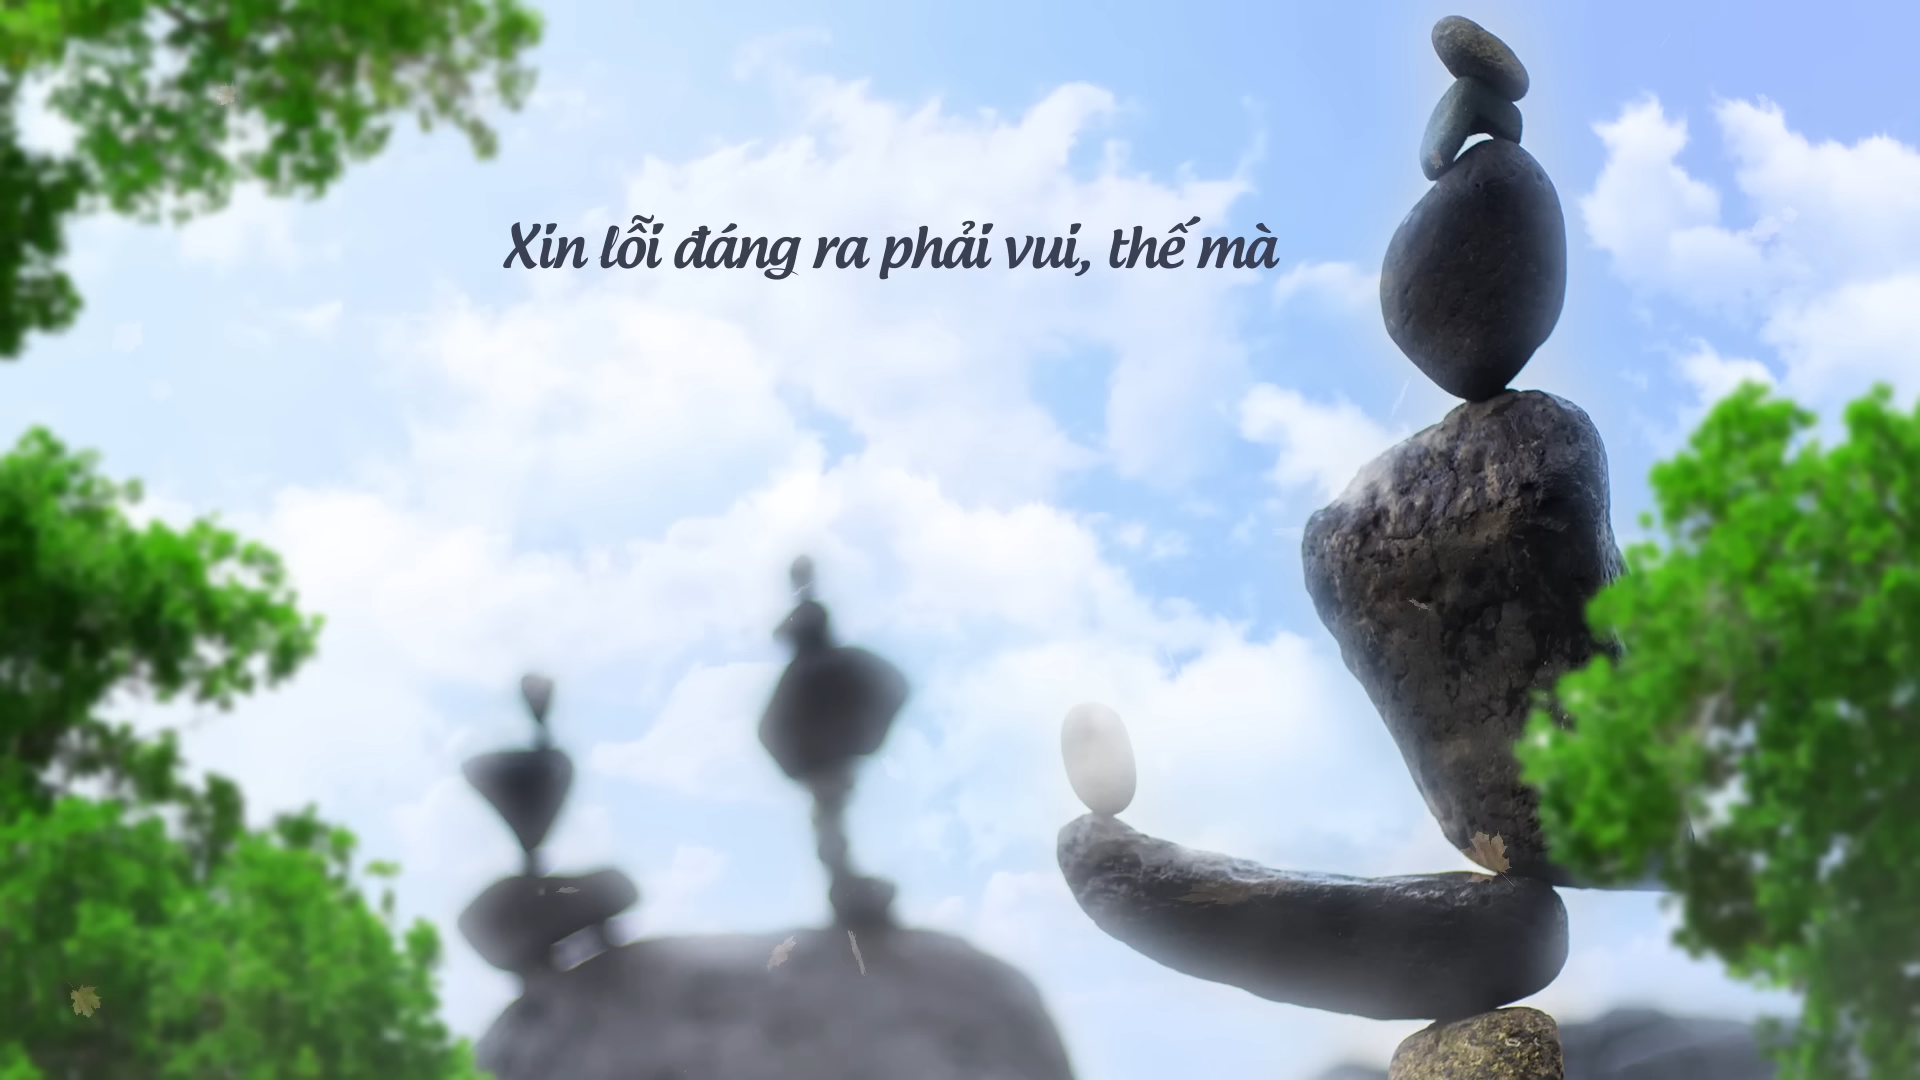 Xin lỗi đáng ra phải vui, thế mà